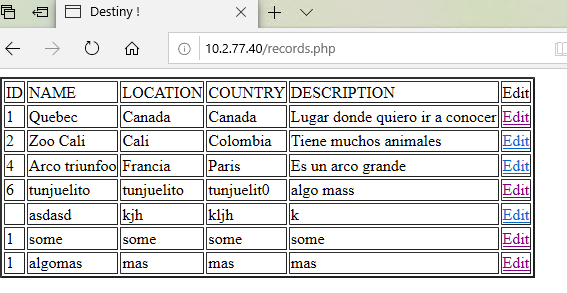 Destiny !
10.2.77.40/records.php
ID NAME LOCATION COUNTRY DESCRIPTION Edit
1 Quebec Canada Canada Lugar donde quiero ir a conocer Edit
2 Zoo Cali Cali Colombia Tiene muchos animales Edit
4 Arco triunfoo Francia Paris Es un arco grande Edit
6 tunjuelito tunjuelito tunjuelit0 algo mass Edit
asdasd kjh kljh k Edit
1 some some some some Edit
1 algomas mas mas mas Edit